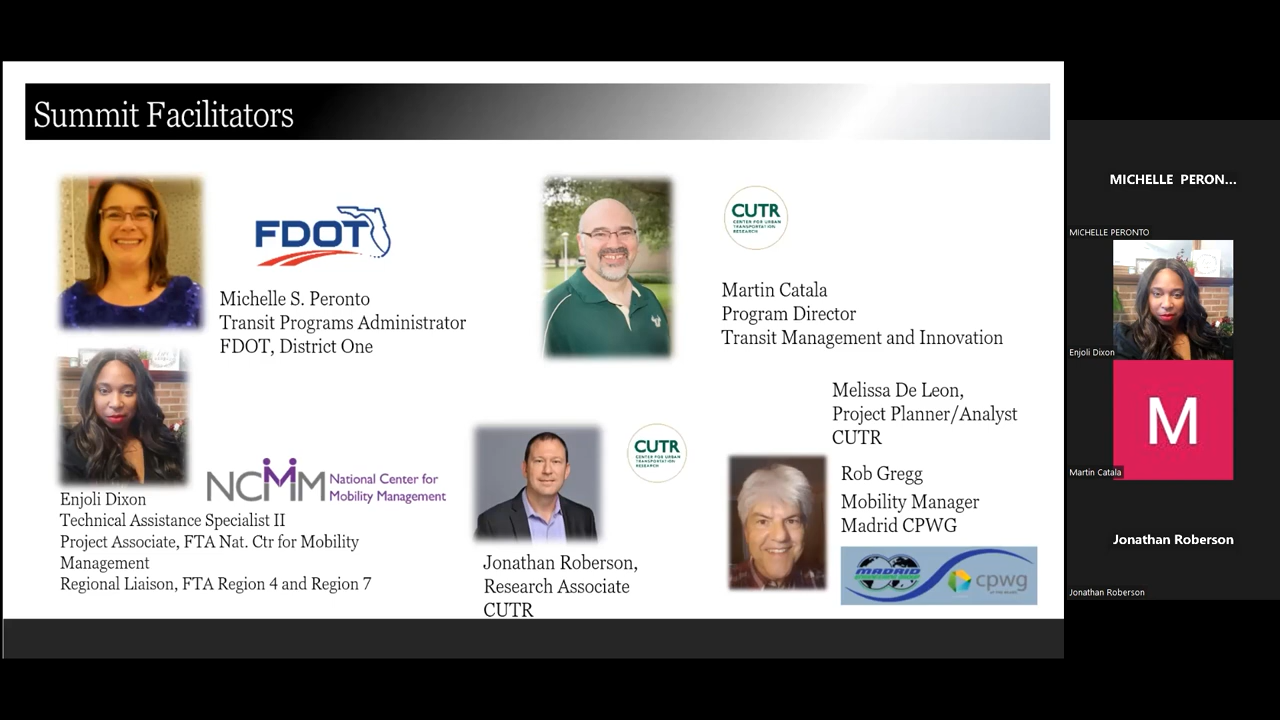 Summit Facilitators
FDOT
Michelle S. Peronto
Transit Programs Administrator
FDOT, District One
CUTR
CENTER FOR URBAN
TRANSPORTATION
RESEARCH
Martin Catala
Program Director
Transit Management and Innovation
NCMM National Center for
Mobility Management
Enjoli Dixon
Technical Assistance Specialist II
Project Associate, FTA Nat. Ctr for Mobility
Management
Regional Liaison, FTA Region 4 and Region 7
CUTR
CENTER FOR URBAN
TRANSPORTATION
RESEARCH
Jonathan Roberson,
Research Associate
CUTR
Melissa De Leon,
Project Planner/Analyst
CUTR
Rob Gregg
Mobility Manager
Madrid CPWG
MADRID
cpwg
MICHELLE PERON...
MICHELLE PERONTO
Enjoli Dixon
M
Martin Catala
Jonathan Roberson
Jonathan Roberson